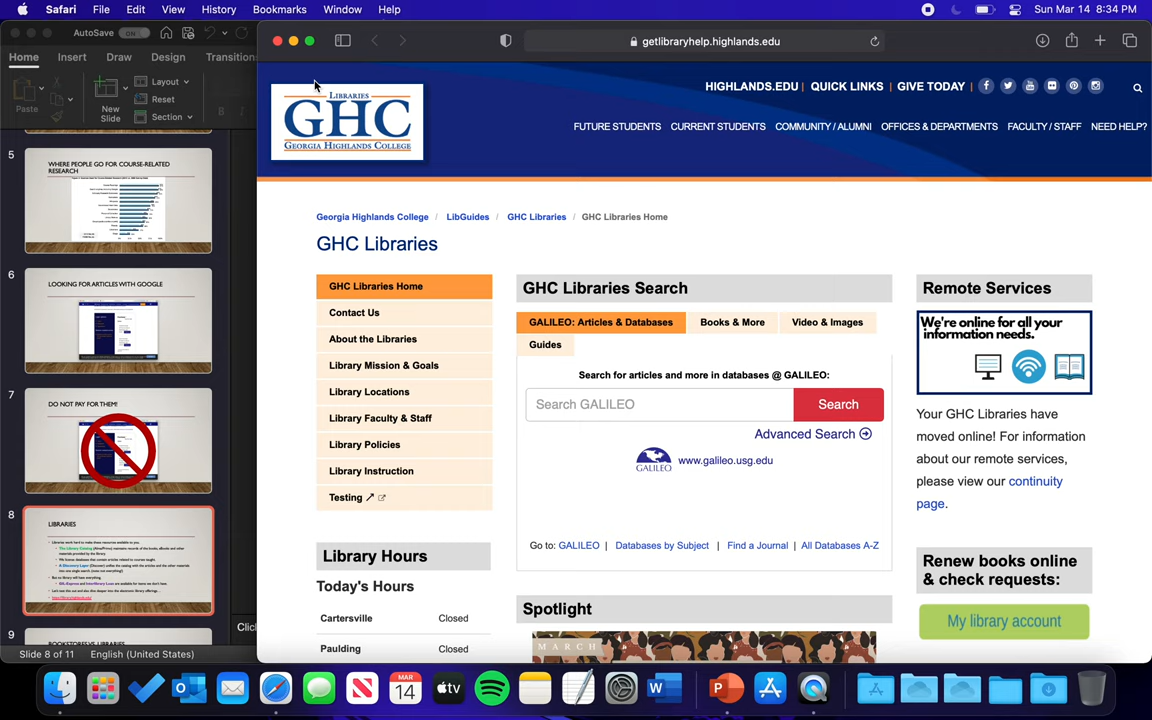 Safari File Edit View History Bookmarks Window Help
Sun Mar 14 8:34 PM
AutoSave ON
Home Insert Draw Design Transition
Paste
New
Slide
Layout
Reset
Section
5
WHERE PEOPLE GO FOR COURSE-RELATED
RESEARCH
6
LOOKING FOR ARTICLES WITH GOOGLE
7
DO NOT PAY FOR THEM!
8
LIBRARIES
9
Slide 8 of 11 English (United States)
Clic
getlibraryhelp.highlands.edu
LIBRARIES
GHC
GEORGIA HIGHLANDS COLLEGE
HIGHLANDS.EDU | QUICK LINKS | GIVE TODAY |
FUTURE STUDENTS CURRENT STUDENTS COMMUNITY / ALUMNI OFFICES & DEPARTMENTS FACULTY / STAFF NEED HELP?
Georgia Highlands College / LibGuides / GHC Libraries / GHC Libraries Home
GHC Libraries
GHC Libraries Home
Contact Us
About the Libraries
Library Mission & Goals
Library Locations
Library Faculty & Staff
Library Policies
Library Instruction
Testing
Library Hours
Today's Hours
Cartersville Closed
Paulding Closed
GHC Libraries Search
GALILEO: Articles & Databases Books & More Video & Images
Guides
Search for articles and more in databases @ GALILEO:
Search GALILEO Search
Advanced Search
GALILEO www.galileo.usg.edu
Go to: GALILEO | Databases by Subject | Find a Journal | All Databases A-Z
Spotlight
MARCH
Remote Services
We're online for all your
information needs.
Your GHC Libraries have
moved online! For information
about our remote services,
please view our continuity
page.
Renew books online
& check requests:
My library account
MAR
14
tv